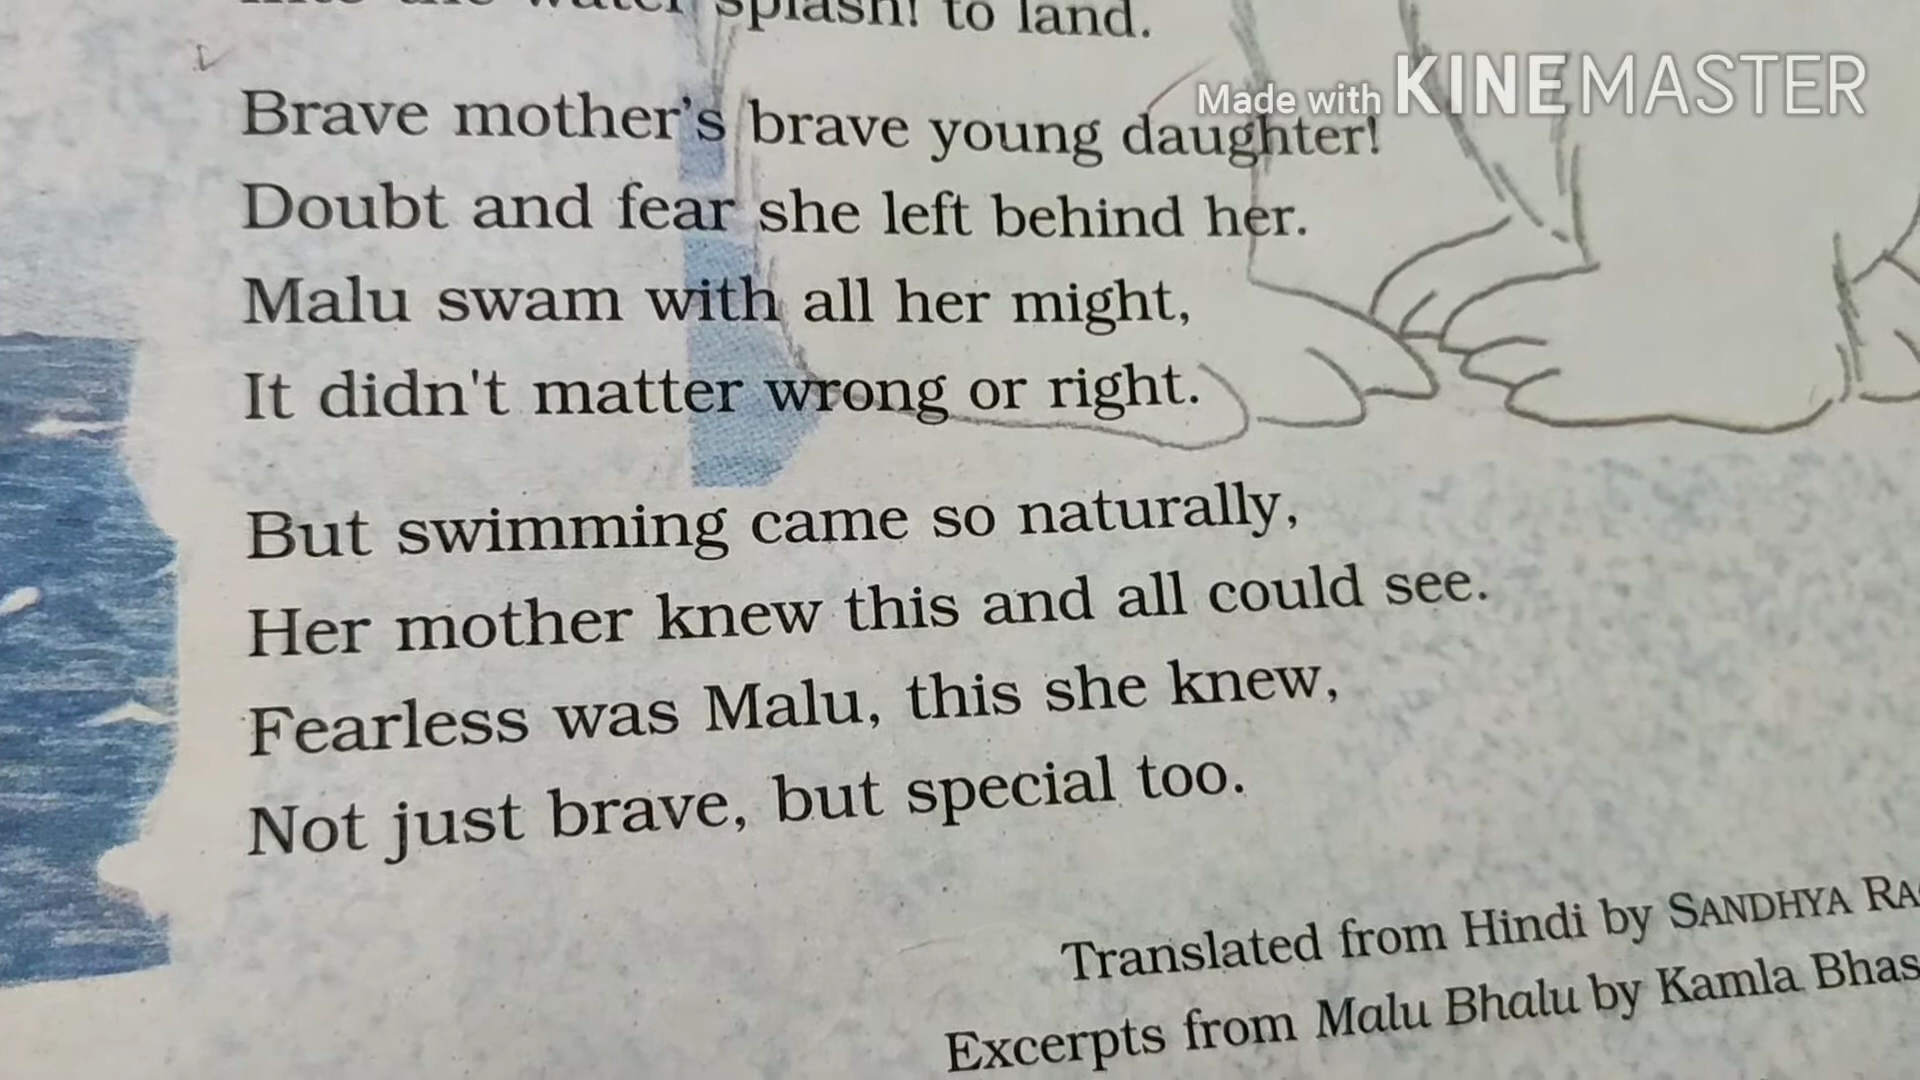 splash! to land.
Made with KINEMASTER
Brave mother's brave young daughter!
Doubt and fear she left behind her.
Malu swam with all her might,
It didn't matter wrong or right.
But swimming came so naturally,
Her mother knew this and all could see.
Fearless was Malu, this she knew,
Not just brave, but special too.
Translated from Hindi by SANDHYA
Excerpts from Malu Bhalu by Kamla